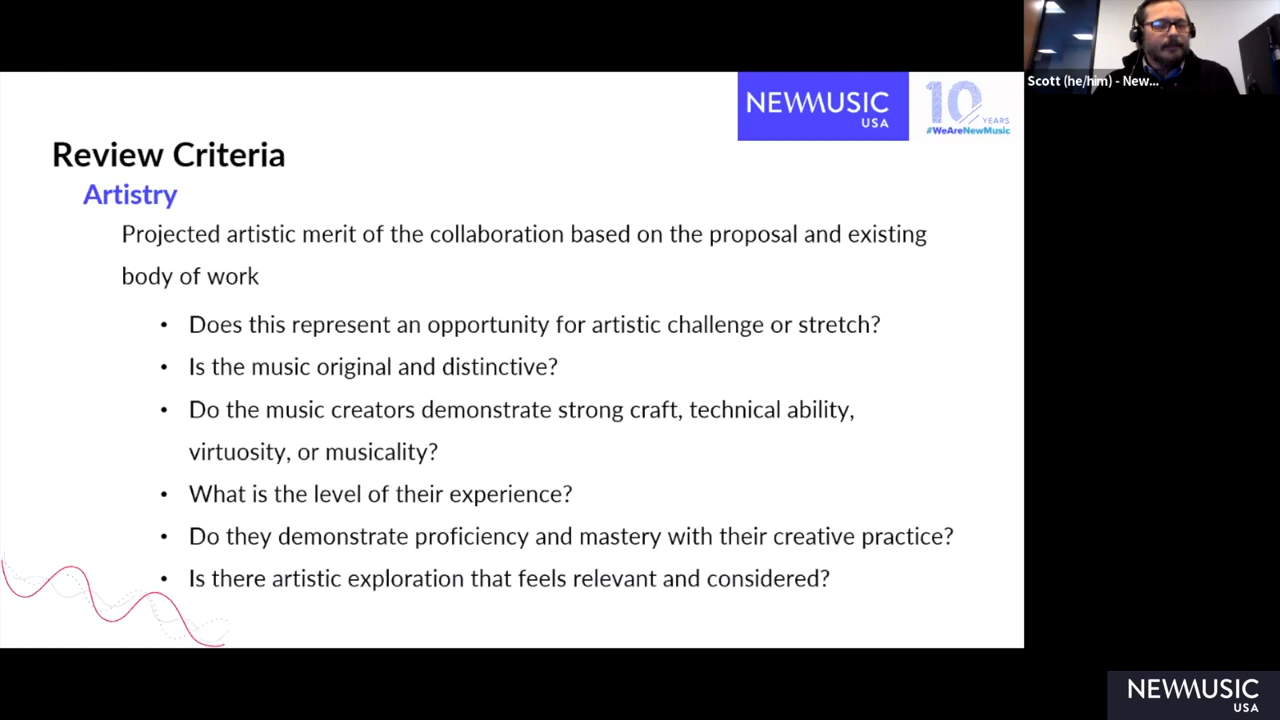 Scott (he/him) - New...
NEWMUSIC
USA
10
YEARS
#WeAreNewMusic
Review Criteria
Artistry
Projected artistic merit of the collaboration based on the proposal and existing
body of work
• Does this represent an opportunity for artistic challenge or stretch?
• Is the music original and distinctive?
• Do the music creators demonstrate strong craft, technical ability,
virtuosity, or musicality?
• What is the level of their experience?
• Do they demonstrate proficiency and mastery with their creative practice?
• Is there artistic exploration that feels relevant and considered?
NEWMUSIC
USA